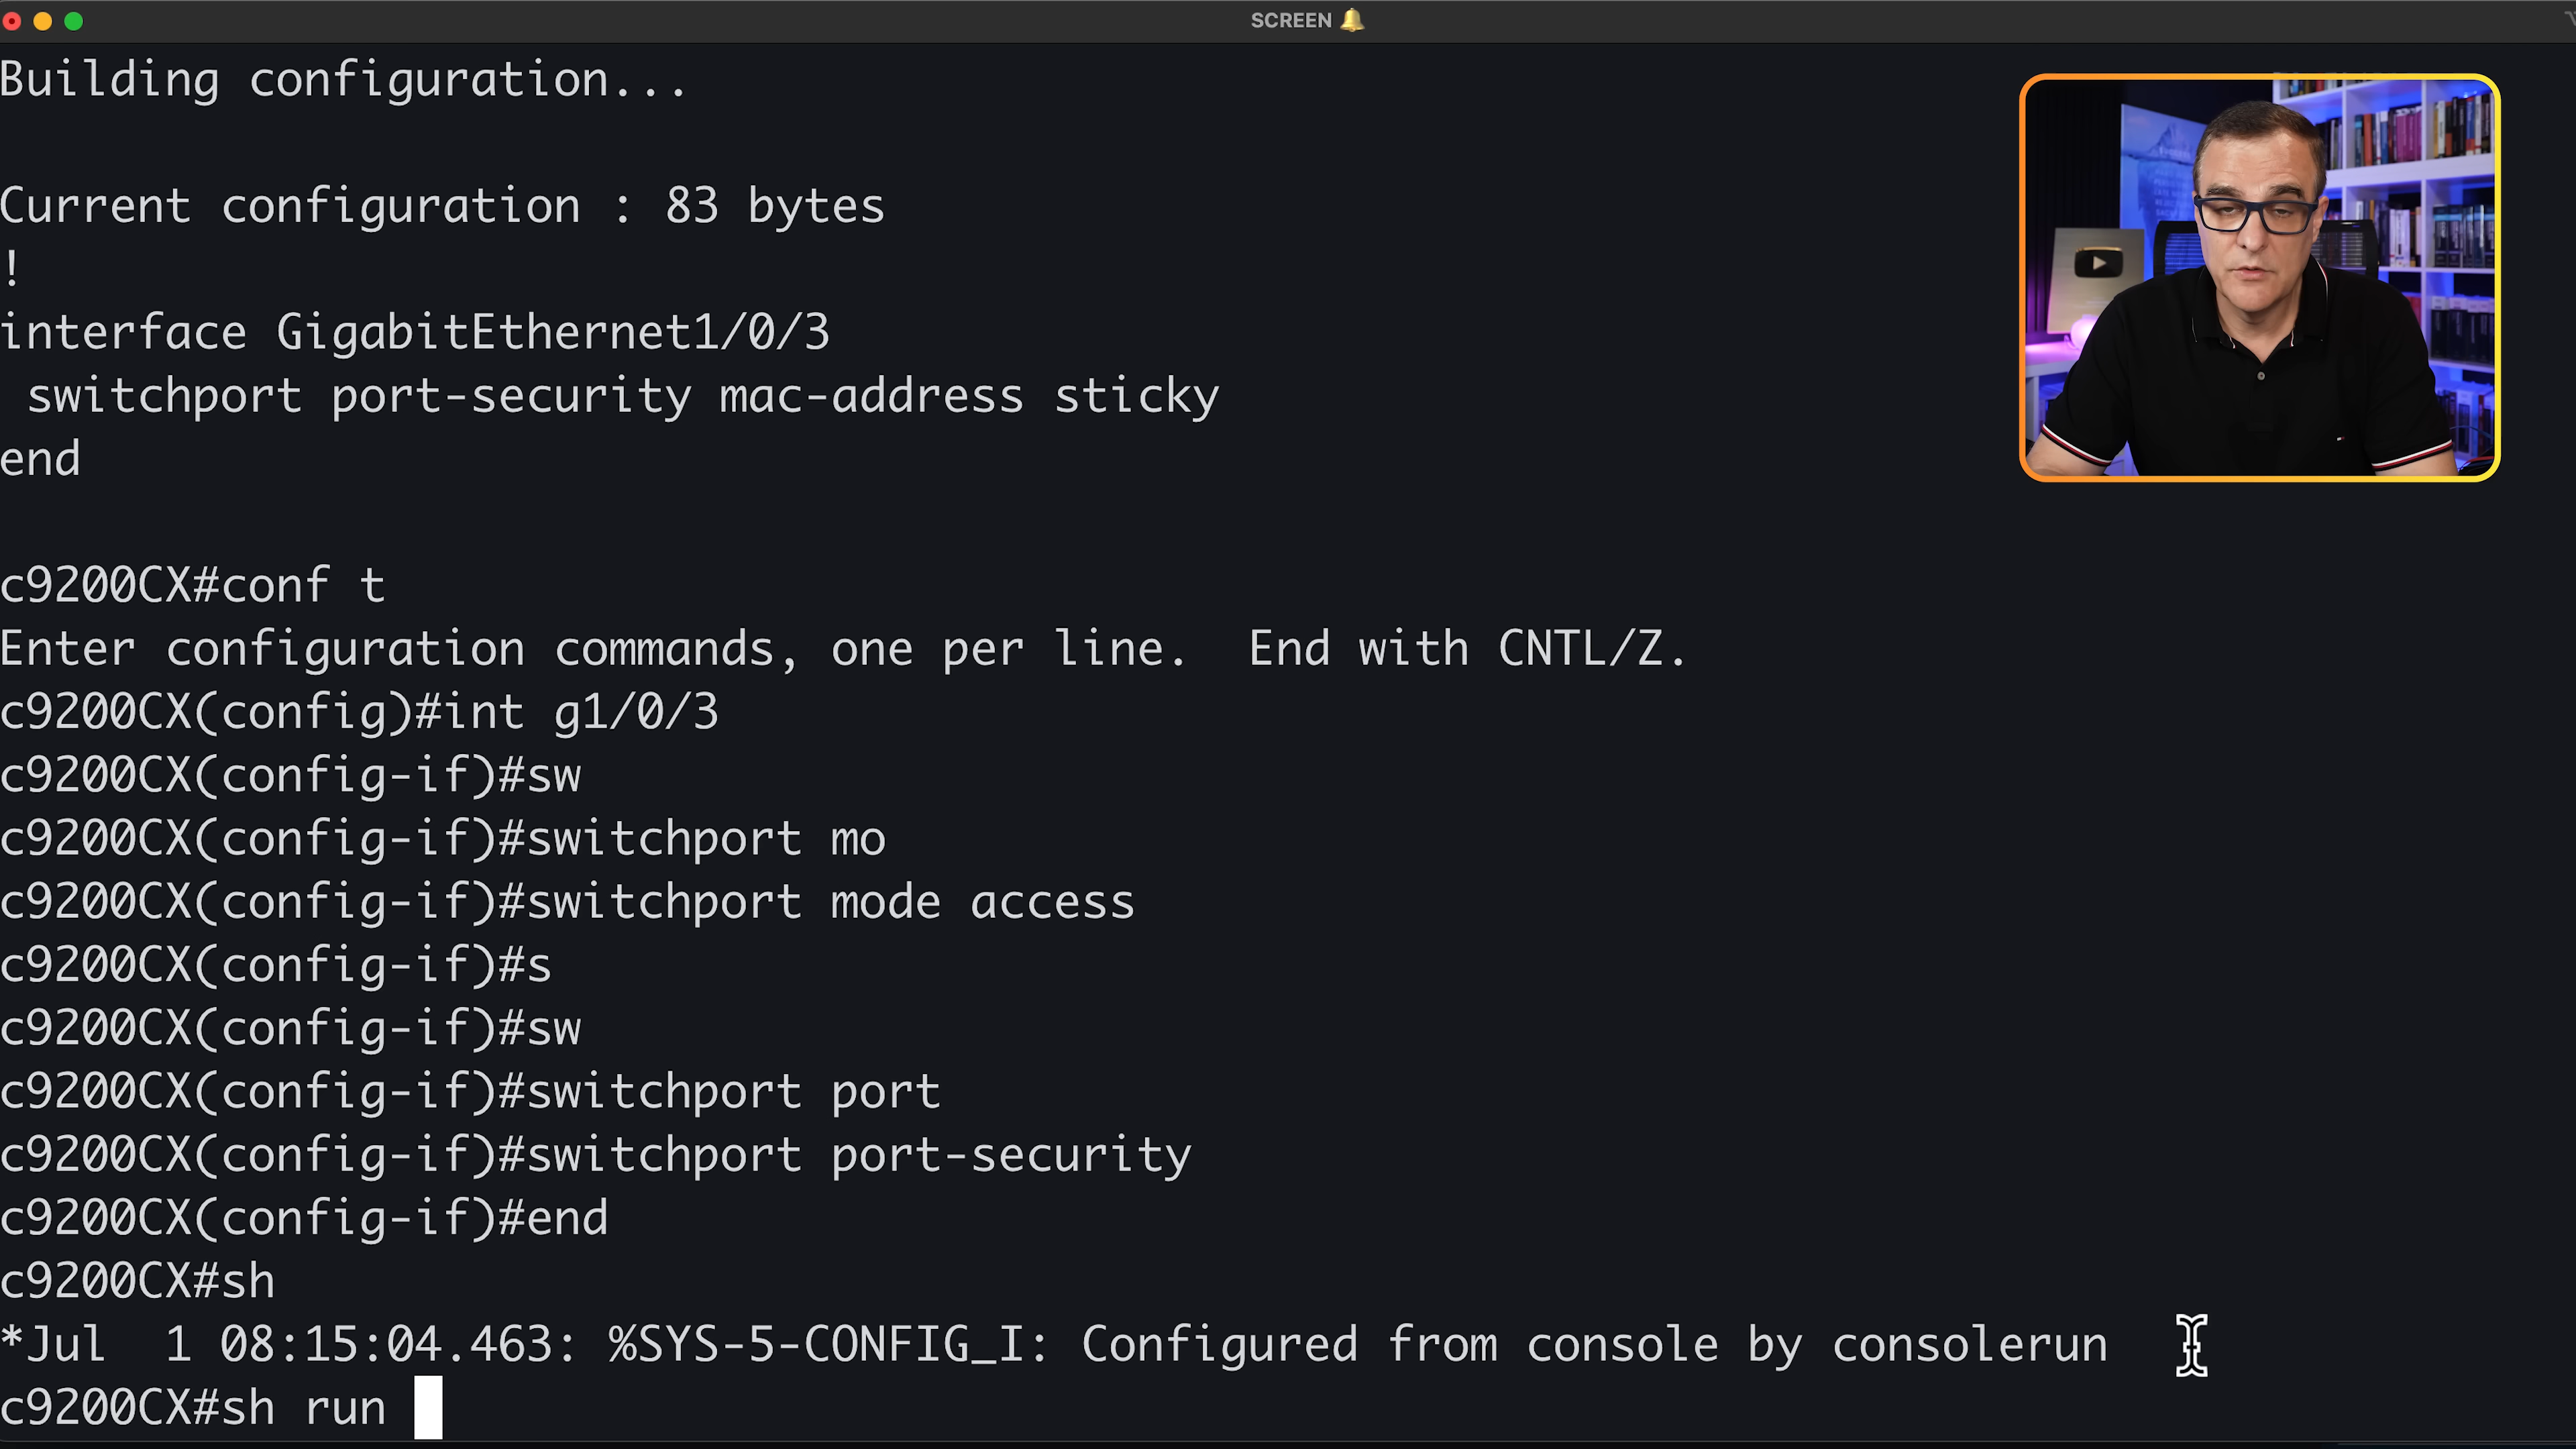 SCREEN 🔔
Building configuration...
Current configuration : 83 bytes
!
interface GigabitEthernet1/0/3
switchport port-security mac-address sticky
end
c9200CX#conf t
Enter configuration commands, one per line.  End with CNTL/Z.
c9200CX(config)#int g1/0/3
c9200CX(config-if)#sw
c9200CX(config-if)#switchport mo
c9200CX(config-if)#switchport mode access
c9200CX(config-if)#s
c9200CX(config-if)#sw
c9200CX(config-if)#switchport port
c9200CX(config-if)#switchport port-security
c9200CX(config-if)#end
c9200CX#sh
*Jul  1 08:15:04.463: %SYS-5-CONFIG_I: Configured from console by consolerun
c9200CX#sh run